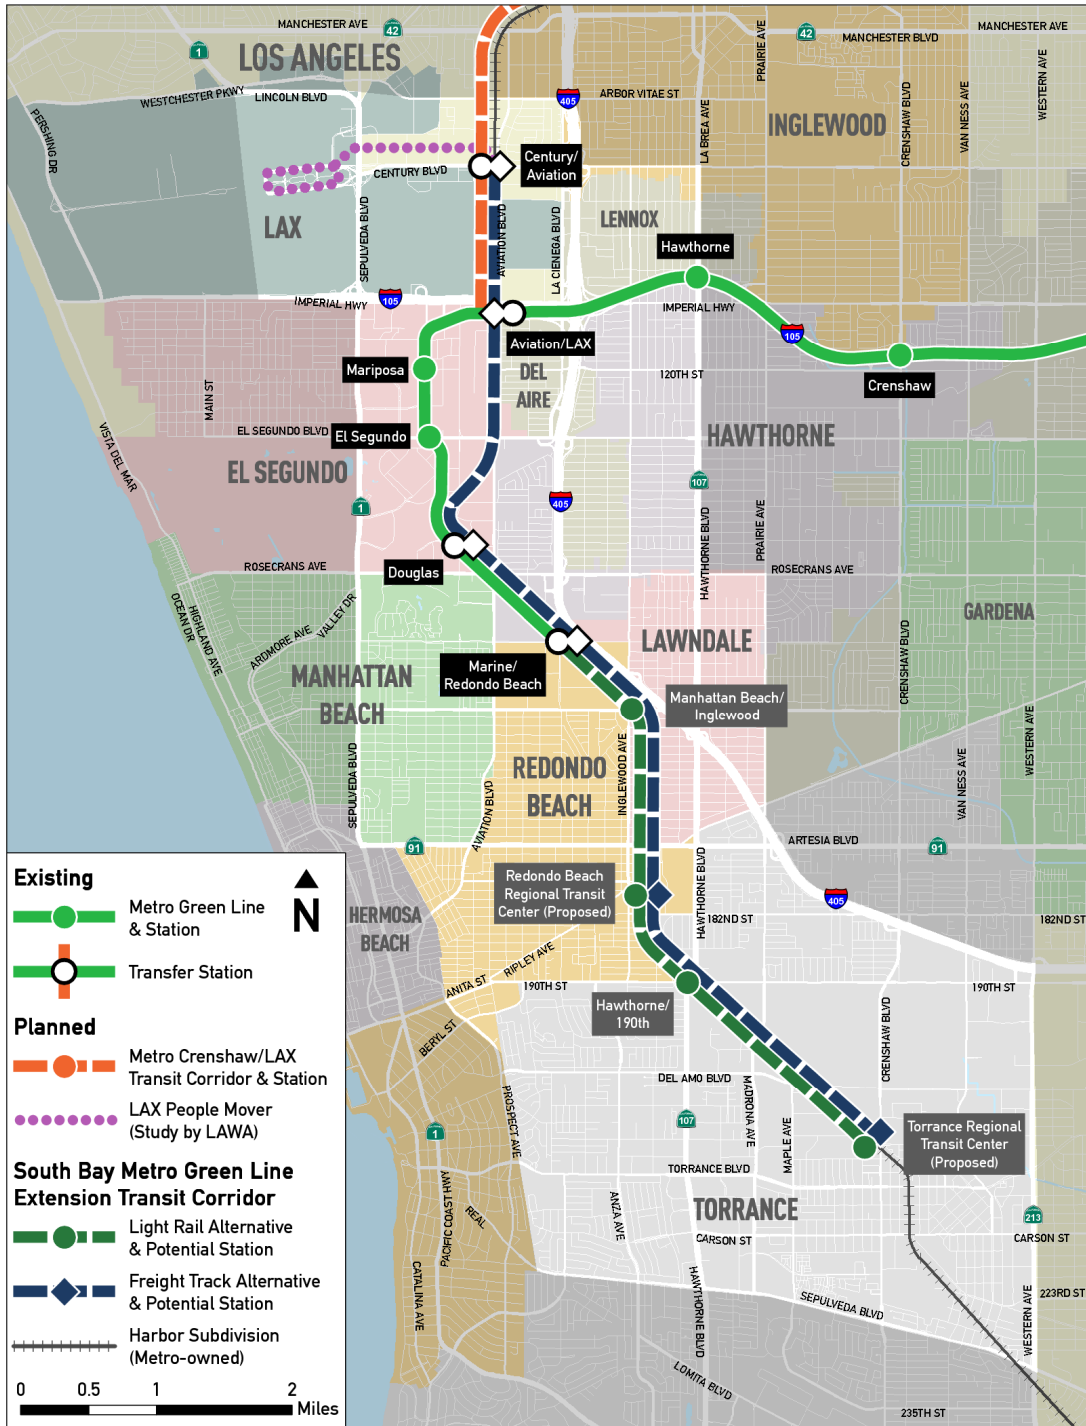 MANCHESTER AVE
42
1
LOS ANGELES
WESTCHESTER PKWY
LINCOLN BLVD
PERSHING DR
405
ARBOR VITAE ST
PRAIRIE AVE
42
MANCHESTER BLVD
MANCHESTER AVE
LA BREA AVE
INGLEWOOD
CRENSHAW BLVD
VAN NESS AVE
WESTERN AVE
CENTURY BLVD
Century/
Aviation
LAX
SEPULVEDA BLVD
AVIATION BLVD
LA CIENEGA BLVD
LENNOX
Hawthorne
IMPERIAL HWY
105
IMPERIAL HWY
105
Aviation/LAX
Mariposa
DEL
AIRE
120TH ST
Crenshaw
MAIN ST
EL SEGUNDO BLVD
El Segundo
HAWTHORNE
VISTA DEL MAR
EL SEGUNDO
1
405
107
HAWTHORNE BLVD
PRAIRIE AVE
ROSECRANS AVE
Douglas
ROSECRANS AVE
HIGHLAND AVE
OCEAN DR
ARDMORE AVE
VALLEY DR
GARDENA
LAWNDALE
CRENSHAW BLVD
MANHATTAN
BEACH
Marine/
Redondo Beach
Manhattan Beach/
Inglewood
WESTERN AVE
VAN NESS AVE
REDONDO
BEACH
INGLEWOOD AVE
SEPULVEDA BLVD
AVIATION BLVD
91
ARTESIA BLVD
91
HAWTHORNE BLVD
Redondo Beach
Regional Transit
Center (Proposed)
405
182ND ST
182ND ST
HERMOSA
BEACH
RIPLEY AVE
ANITA ST
190TH ST
190TH ST
Hawthorne/
190th
BERYL ST
CRENSHAW BLVD
DEL AMO BLVD
PROSPECT AVE
MADRONA AVE
MAPLE AVE
107
1
Torrance Regional
Transit Center
(Proposed)
TORRANCE BLVD
TORRANCE
PACIFIC COAST HWY
REAL
ANZA AVE
213
CARSON ST
CARSON ST
CATALINA AVE
HAWTHORNE BLVD
SEPULVEDA BLVD
WESTERN AVE
223RD ST
LOMITA BLVD
235TH ST
Existing
N
Metro Green Line
& Station
Transfer Station
Planned
Metro Crenshaw/LAX
Transit Corridor & Station
LAX People Mover
(Study by LAWA)
South Bay Metro Green Line
Extension Transit Corridor
Light Rail Alternative
& Potential Station
Freight Track Alternative
& Potential Station
Harbor Subdivision
(Metro-owned)
0 0.5 1 2
Miles